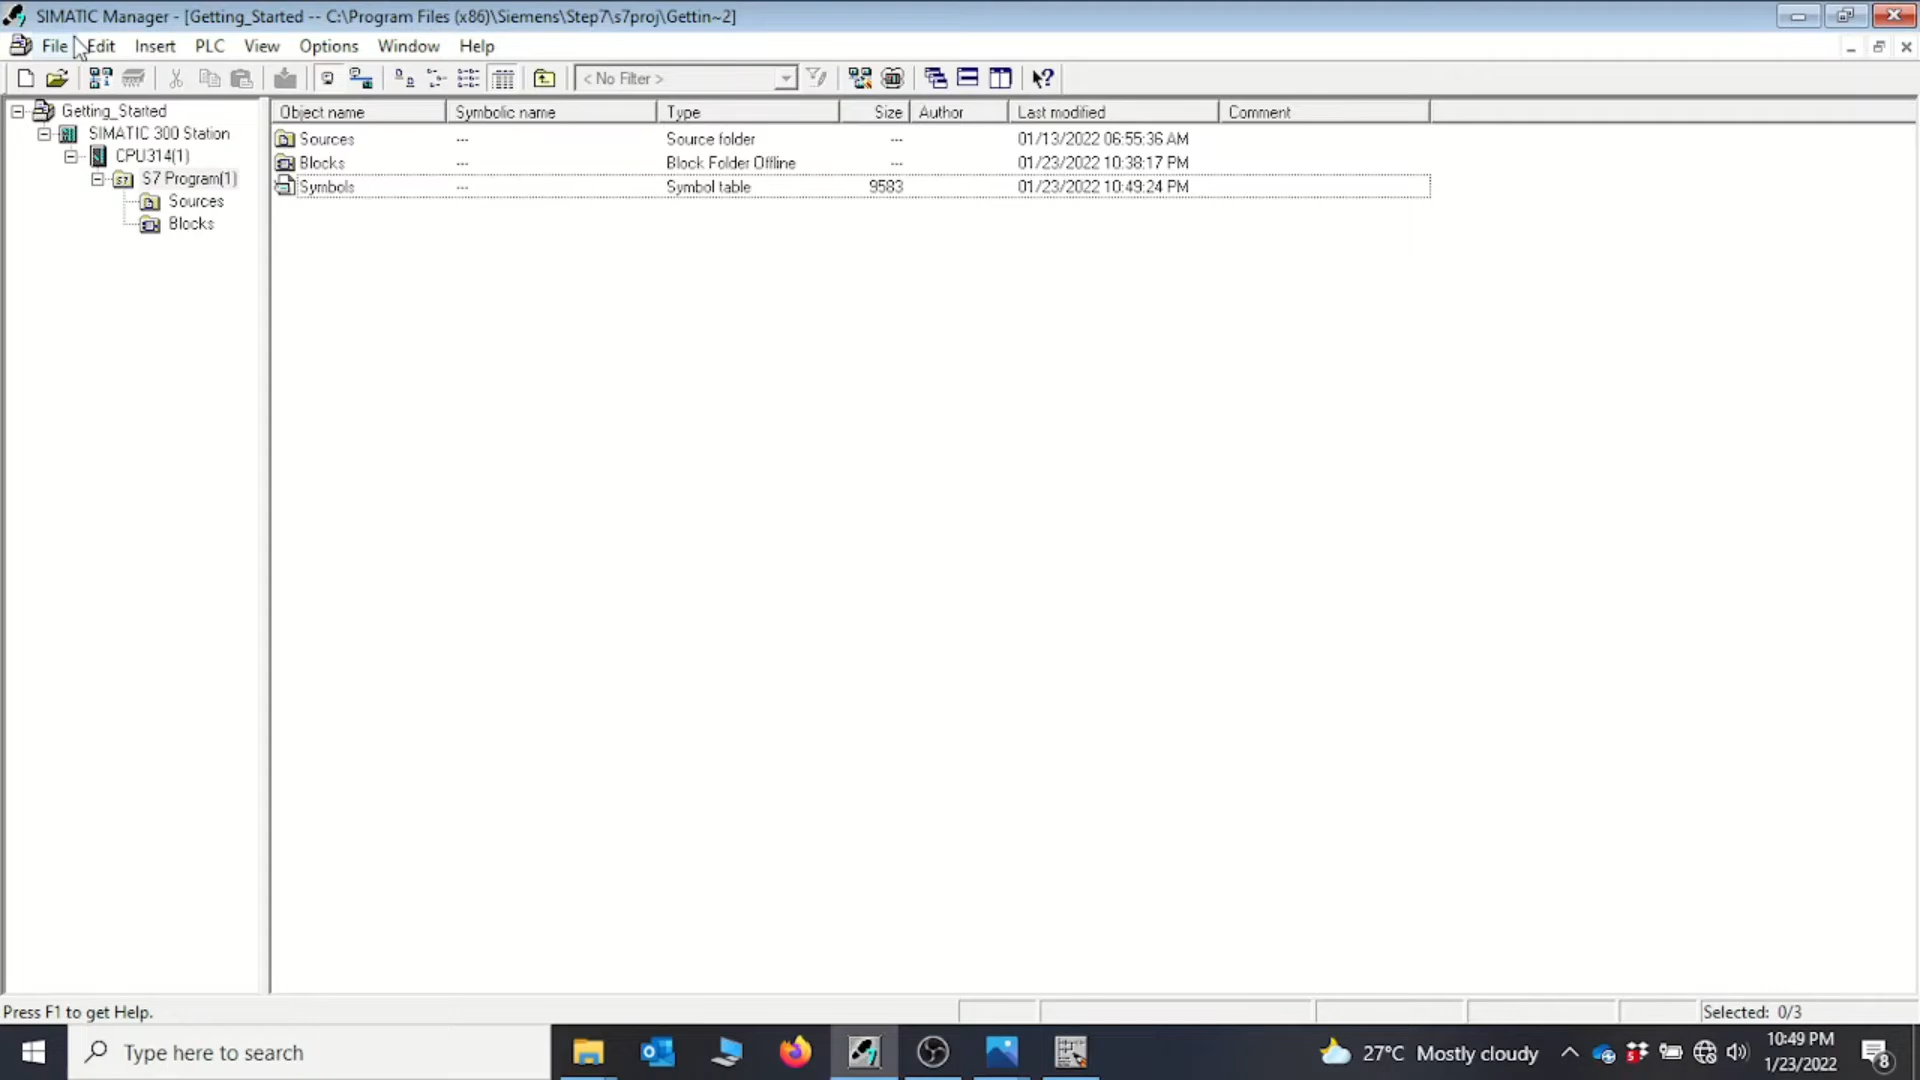 SIMATIC Manager - [Getting_Started -- C:\Program Files (x86)\Siemens\Step7\s7proj\Gettin~2]
File Edit Insert PLC View Options Window Help
< No Filter >
Getting_Started
SIMATIC 300 Station
CPU314(1)
S7 Program(1)
Sources
Blocks
Object name Symbolic name Type Size Author Last modified Comment
Sources --- Source folder --- 01/13/2022 06:55:36 AM
Blocks --- Block Folder Offline --- 01/23/2022 10:38:17 PM
Symbols --- Symbol table 9583 01/23/2022 10:49:24 PM
Press F1 to get Help.
Selected: 0/3
Type here to search
27°C Mostly cloudy
10:49 PM
1/23/2022
8